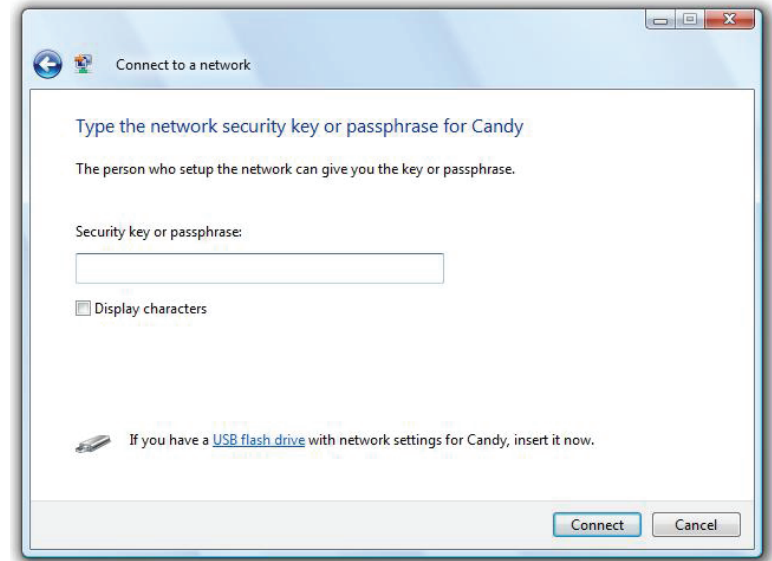 Connect to a network
Type the network security key or passphrase for Candy
The person who setup the network can give you the key or passphrase.
Security key or passphrase:
Display characters
If you have a USB flash drive with network settings for Candy, insert it now.
Connect Cancel